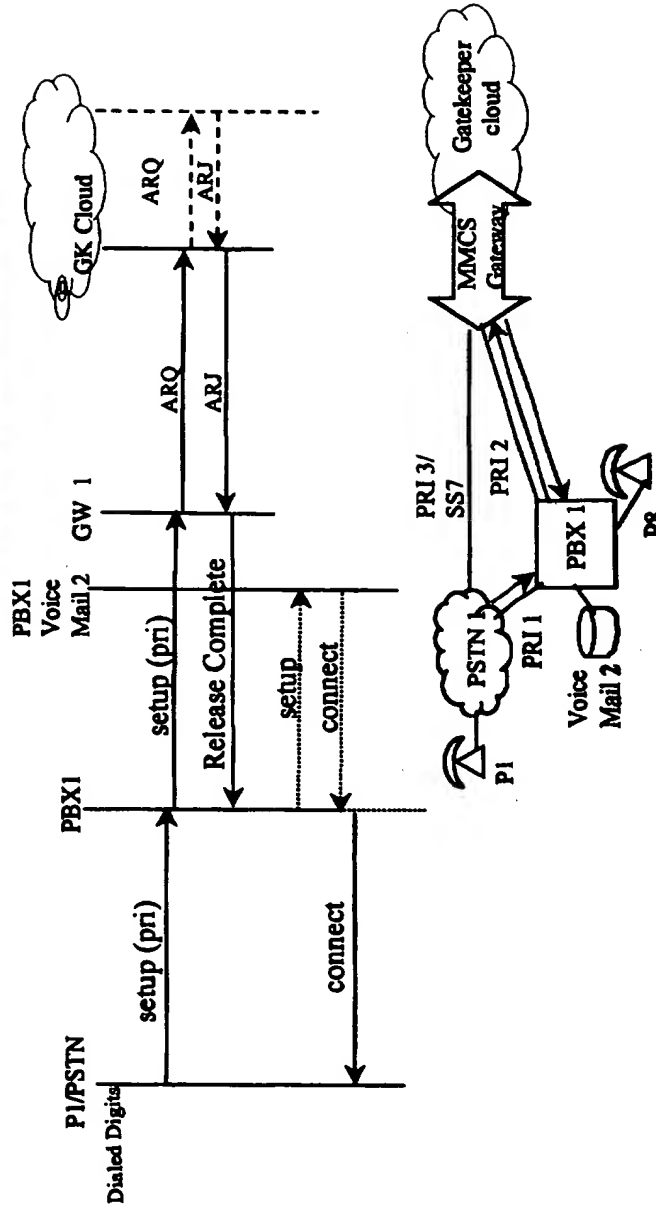 P1/PSTN
Dialed Digits
PBX1
PBX1
Voice
Mail 2
GW 1
GK Cloud
setup (pri)
setup (pri)
ARQ
ARQ
ARJ
ARJ
Release Complete
setup
connect
connect
P1
PSTN 1
PRI 1
Voice
Mail 2
PBX 1
PRI 2
PRI 3/
SS7
MMCS
Gateway
Gatekeeper
cloud